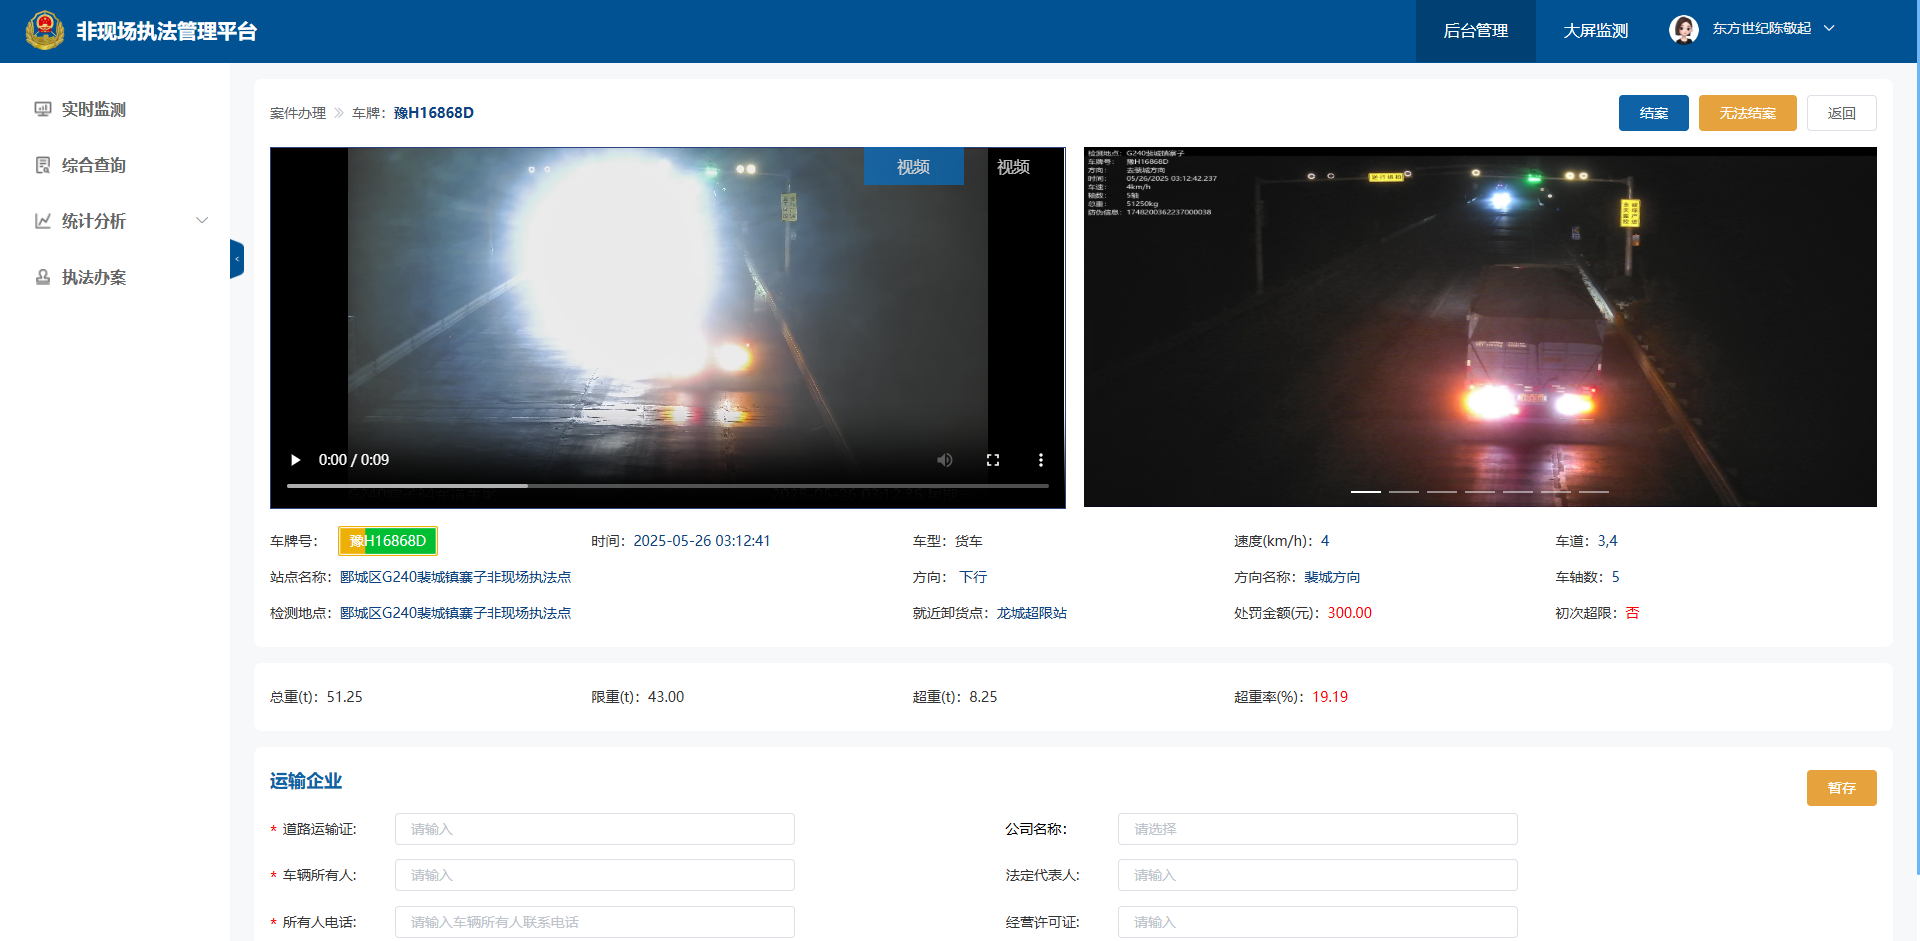 非现场执法管理平台
后台管理
大屏监测
东方世纪陈敬起
实时监测
综合查询
统计分析
执法办案
案件办理 》 车牌：豫H16868D
结案
无法结案
返回
视频
视频
0:00 / 0:09
检测地点： G240裴城镇寨子
车牌号： 豫H16868D
方向： 去裴城方向
时间： 05/26/2025 03:12:42.237
车速： 4km/h
轴数： 5轴
总重： 51250kg
防伪信息： 1748200362237000038
车牌号： 豫H16868D
时间：2025-05-26 03:12:41
车型：货车
速度(km/h)：4
车道：3,4
站点名称：郾城区G240裴城镇寨子非现场执法点
方向： 下行
方向名称：裴城方向
车轴数：5
检测地点：郾城区G240裴城镇寨子非现场执法点
就近卸货点：龙城超限站
处罚金额(元)：300.00
初次超限：否
总重(t)：51.25
限重(t)：43.00
超重(t)：8.25
超重率(%)：19.19
运输企业
暂存
* 道路运输证: 请输入
公司名称： 请选择
* 车辆所有人: 请输入
法定代表人: 请输入
* 所有人电话: 请输入车辆所有人联系电话
经营许可证: 请输入